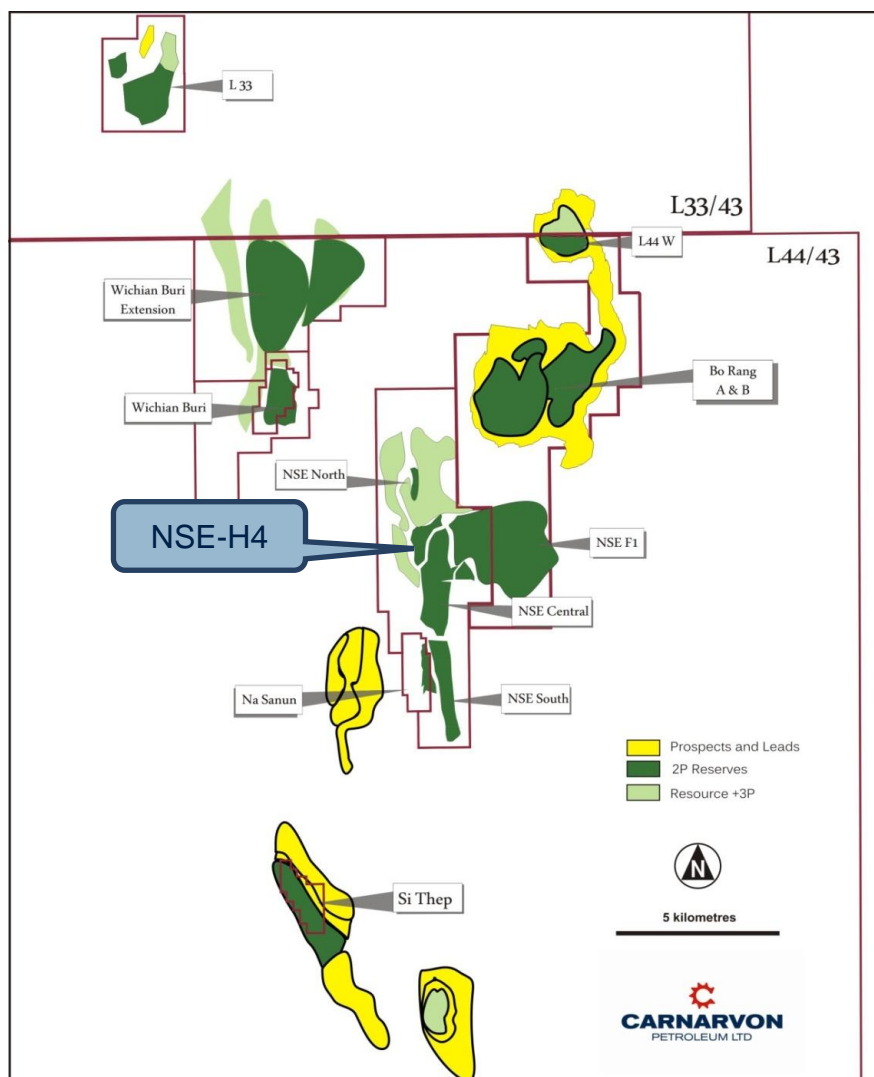 L 33
L33/43
L44 W
L44/43
Wichian Buri
Extension
Bo Rang
A & B
Wichian Buri
NSE North
NSE-H4
NSE F1
NSE Central
Na Sanun
NSE South
Prospects and Leads
2P Reserves
Resource +3P
N
Si Thep
5 kilometres
CARNARVON
PETROLEUM LTD